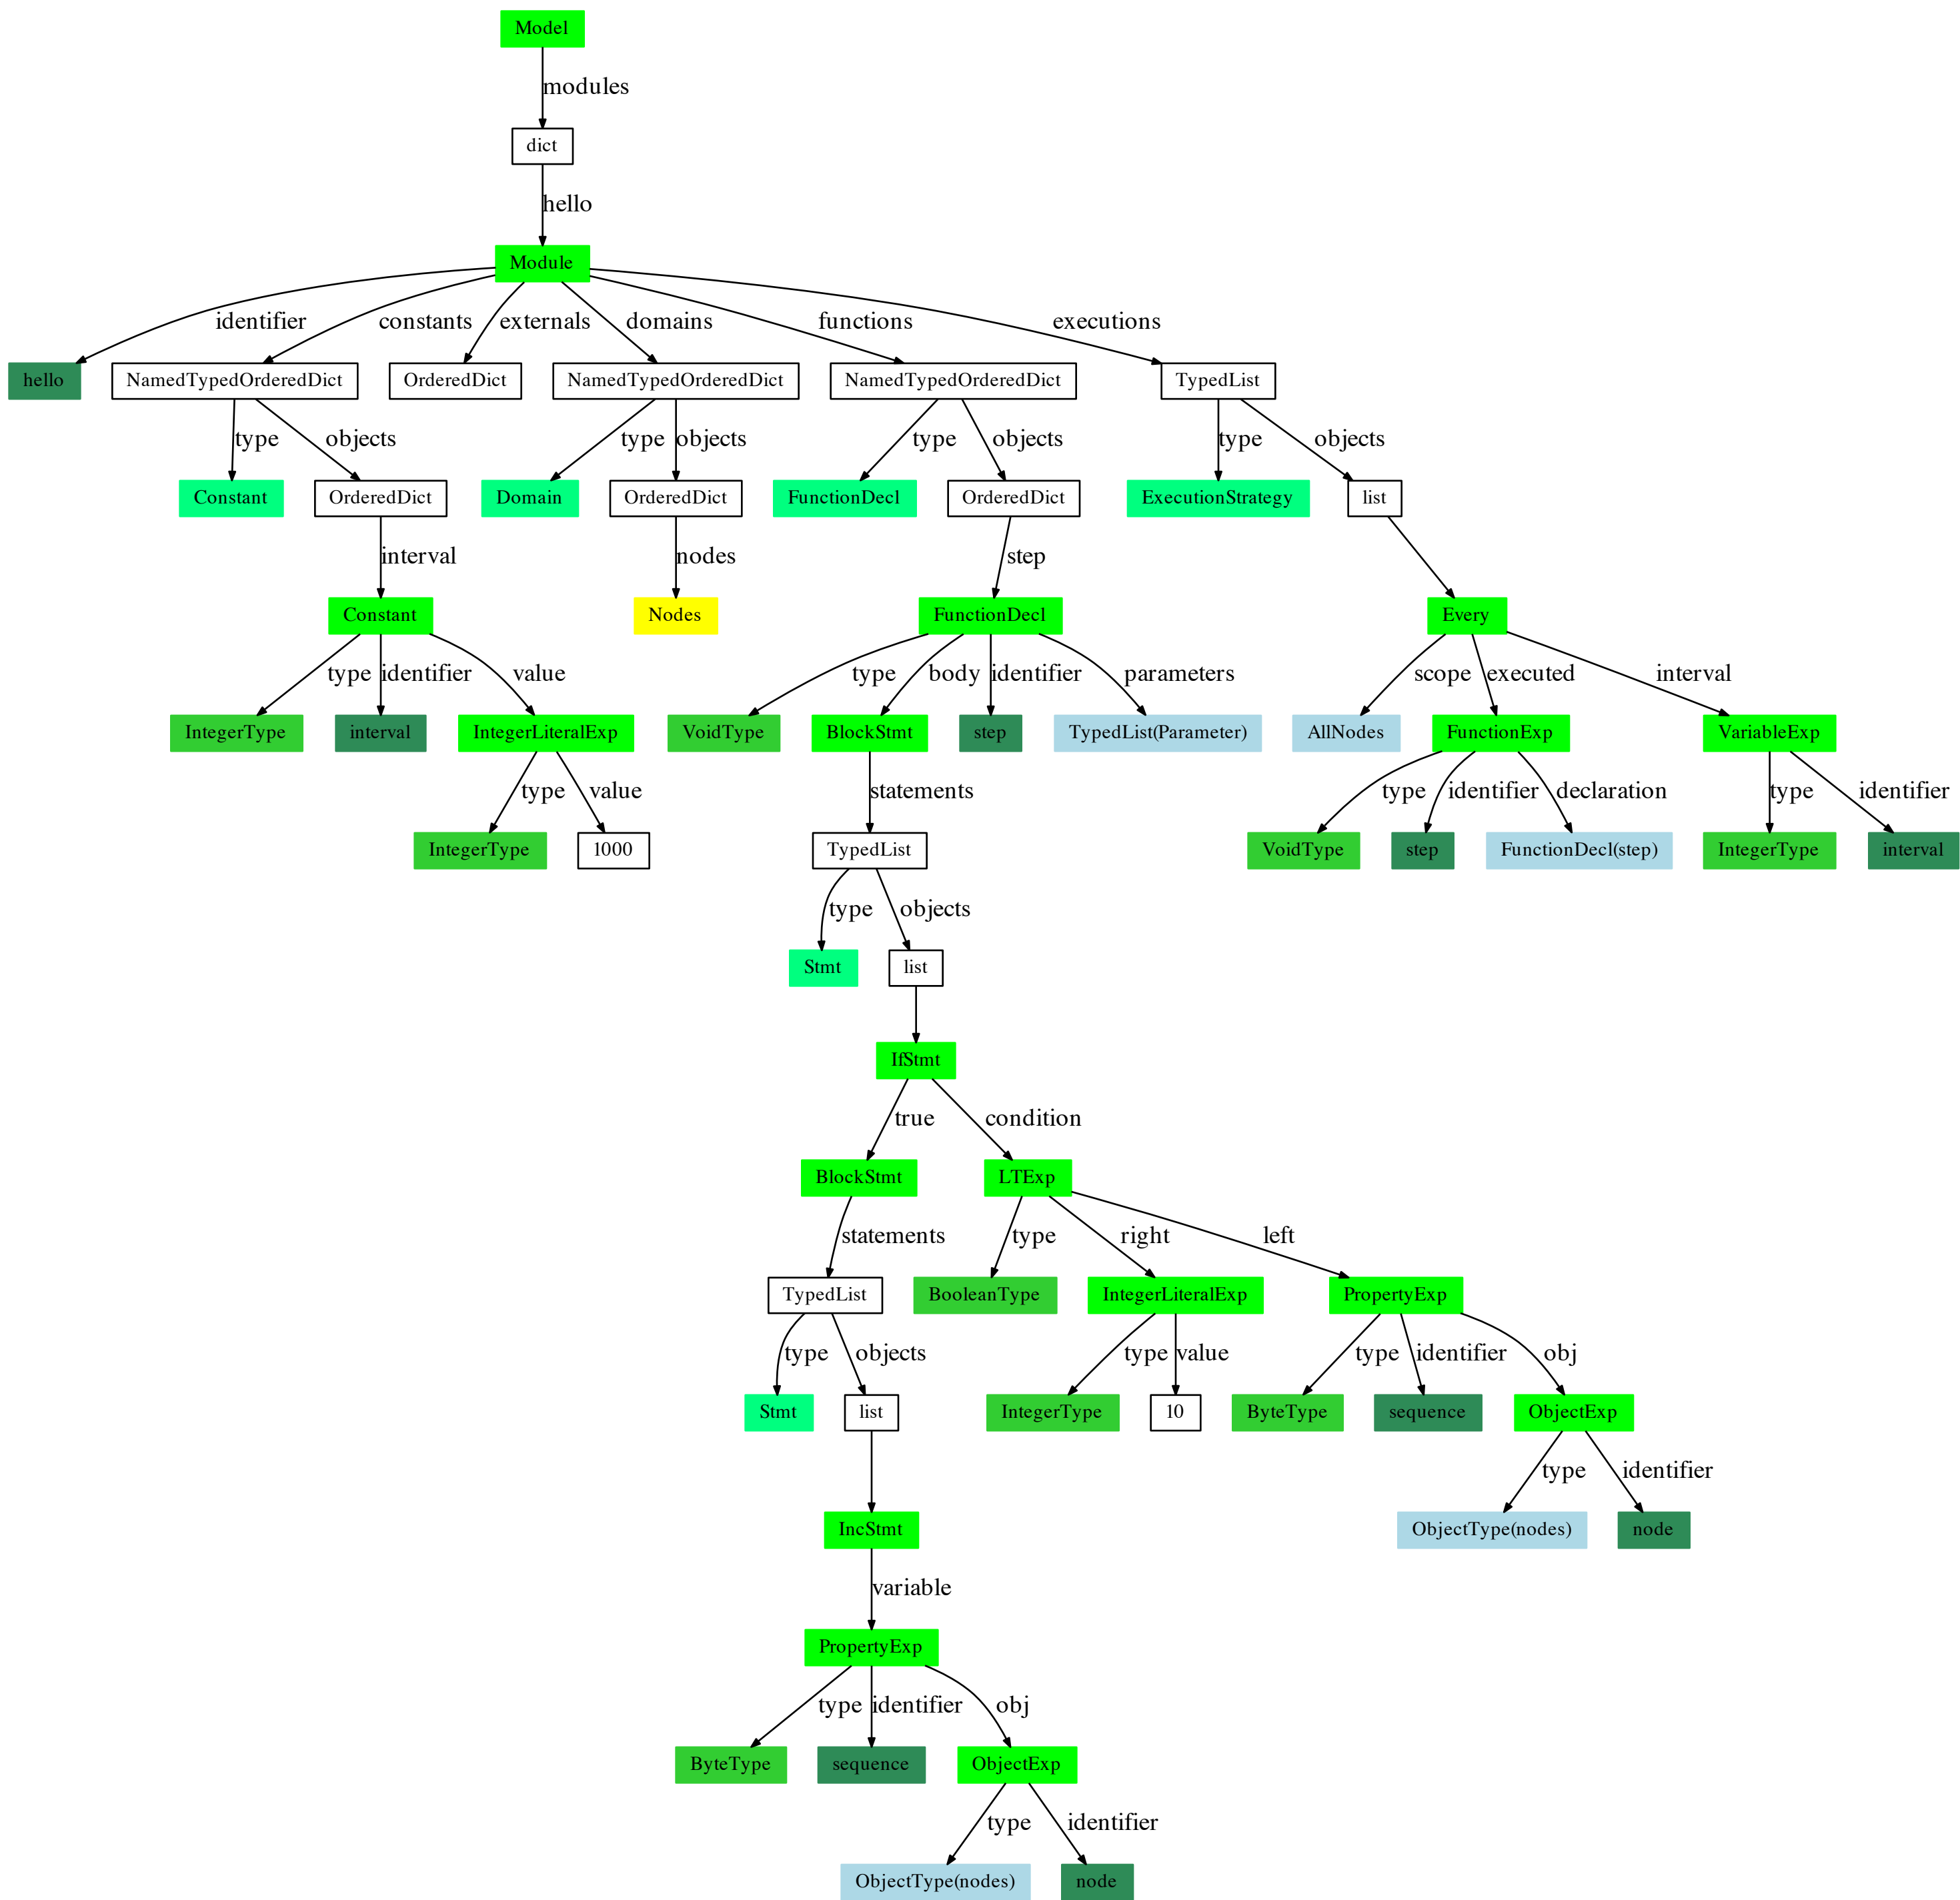 Model
modules
dict
hello
Module
identifier constants externals domains functions executions
hello NamedTypedOrderedDict OrderedDict NamedTypedOrderedDict NamedTypedOrderedDict TypedList
type objects type objects type objects type objects
Constant OrderedDict Domain OrderedDict FunctionDecl OrderedDict ExecutionStrategy list
interval nodes step
Constant Nodes FunctionDecl Every
type identifier value type body identifier parameters scope executed interval
IntegerType interval IntegerLiteralExp VoidType BlockStmt step TypedList(Parameter) AllNodes FunctionExp VariableExp
type value statements type identifier declaration type identifier
IntegerType 1000 TypedList VoidType step FunctionDecl(step) IntegerType interval
type objects
Stmt list
IfStmt
true condition
BlockStmt LTExp
statements type right left
TypedList BooleanType IntegerLiteralExp PropertyExp
type objects type value type identifier obj
Stmt list IntegerType 10 ByteType sequence ObjectExp
type identifier
IncStmt ObjectType(nodes) node
variable
PropertyExp
type identifier obj
ByteType sequence ObjectExp
type identifier
ObjectType(nodes) node